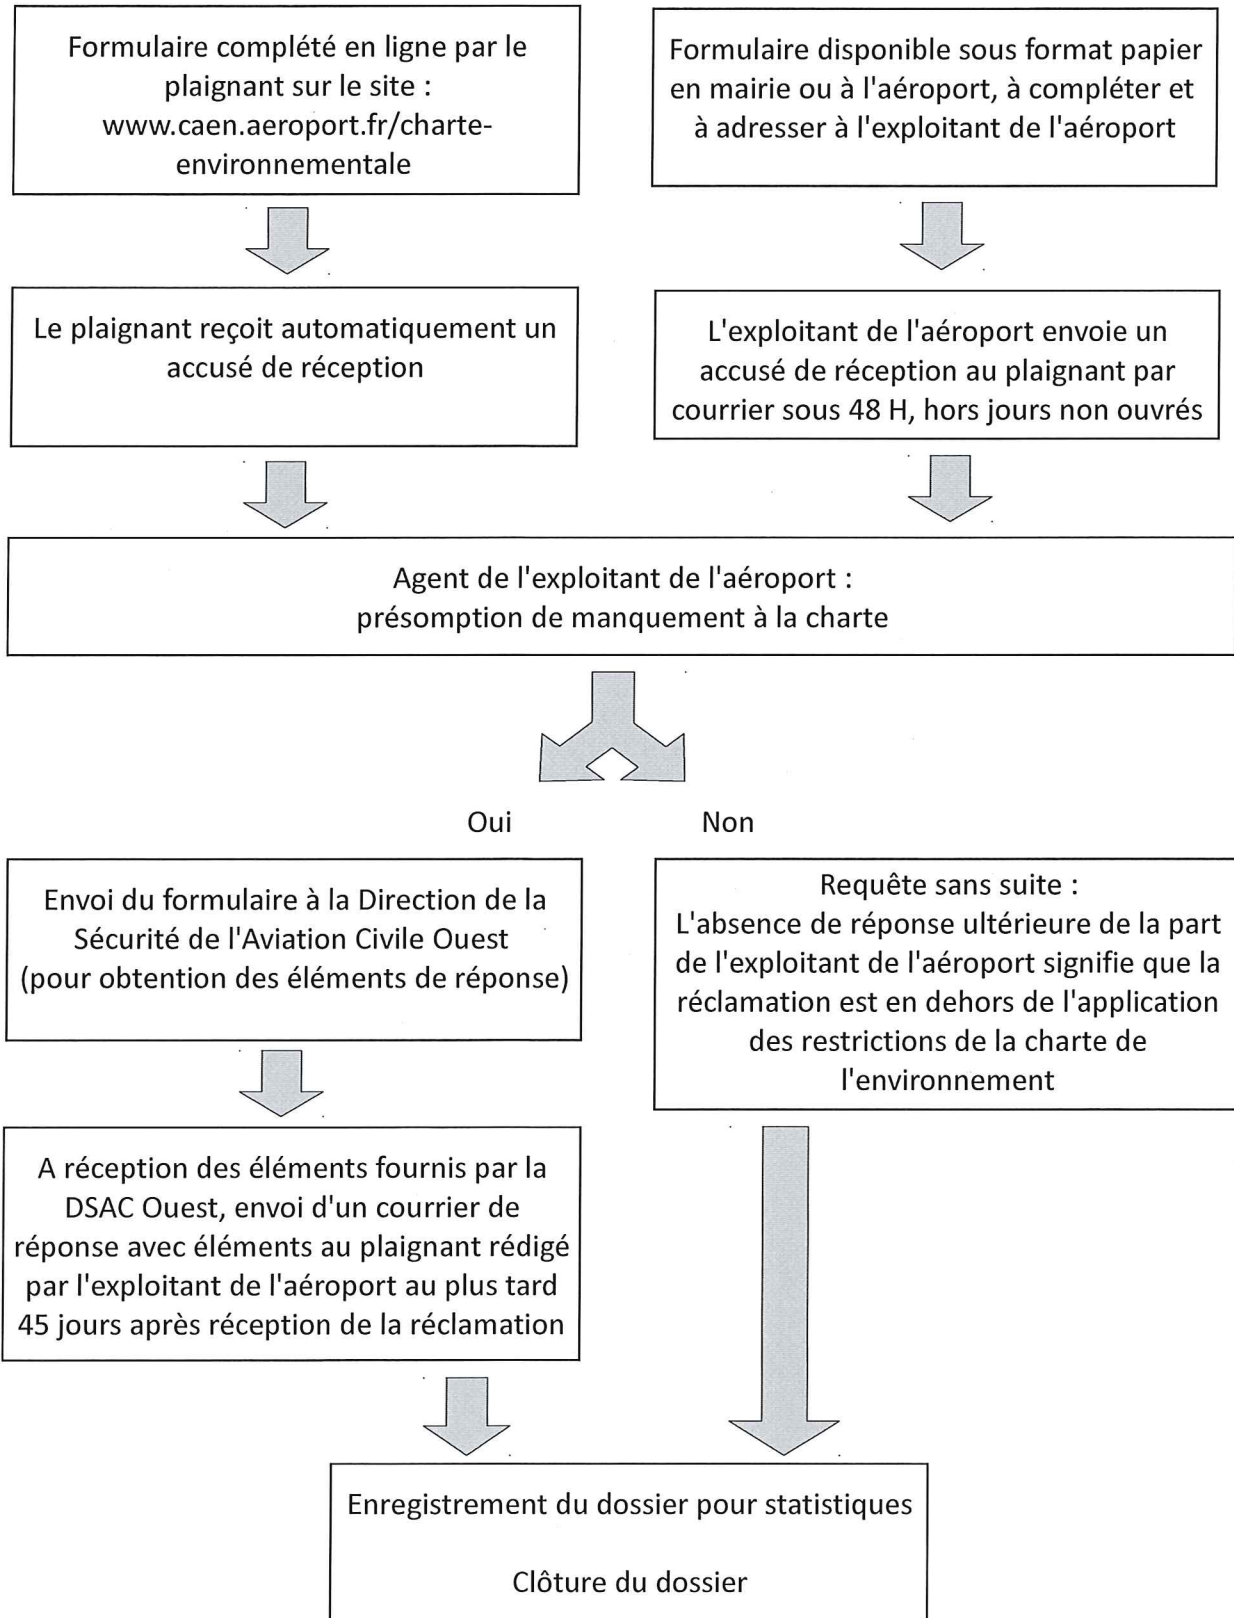 Formulaire complété en ligne par le
plaignant sur le site :
www.caen.aeroport.fr/charte-
environnementale
Formulaire disponible sous format papier
en mairie ou à l'aéroport, à compléter et
à adresser à l'exploitant de l'aéroport
Le plaignant reçoit automatiquement un
accusé de réception
L'exploitant de l'aéroport envoie un
accusé de réception au plaignant par
courrier sous 48 H, hors jours non ouvrés
Agent de l'exploitant de l'aéroport :
présomption de manquement à la charte
Oui
Non
Envoi du formulaire à la Direction de la
Sécurité de l'Aviation Civile Ouest
(pour obtention des éléments de réponse)
Requête sans suite :
L'absence de réponse ultérieure de la part
de l'exploitant de l'aéroport signifie que la
réclamation est en dehors de l'application
des restrictions de la charte de
l'environnement
A réception des éléments fournis par la
DSAC Ouest, envoi d'un courrier de
réponse avec éléments au plaignant rédigé
par l'exploitant de l'aéroport au plus tard
45 jours après réception de la réclamation
Enregistrement du dossier pour statistiques
Clôture du dossier